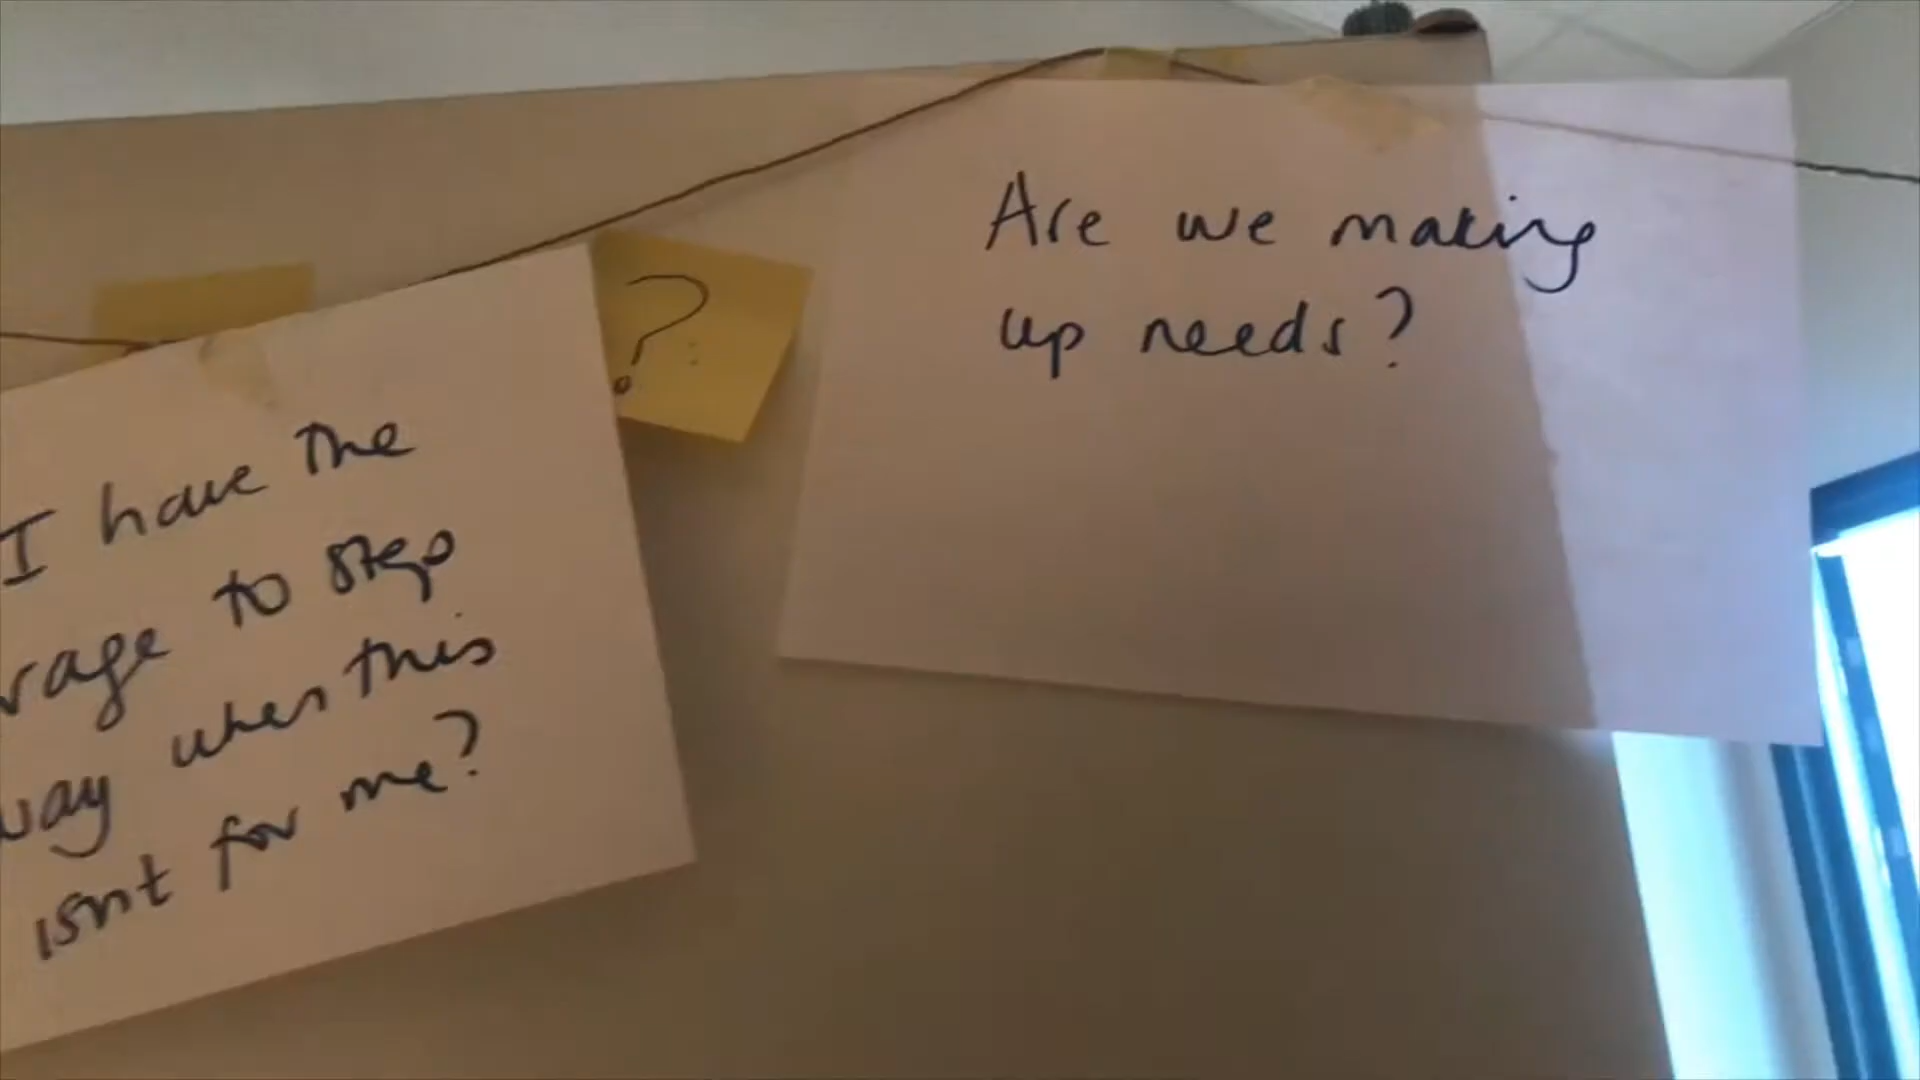 I have the
rage to step
way when this
isnt for me?
?
Are we making
up needs?